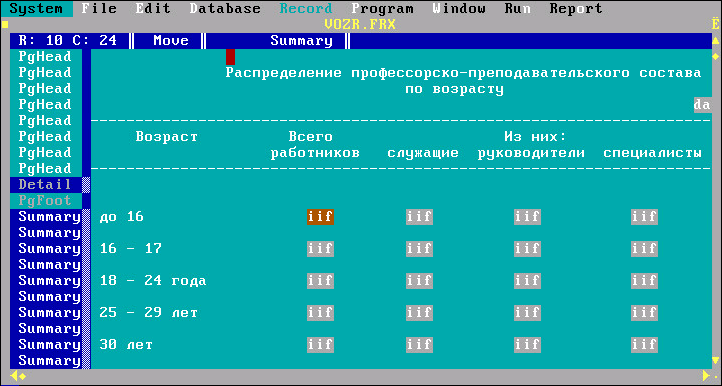 System File Edit Database Record Program Window Run Report
VOZR.FRX
R: 10 C: 24 Move Summary
PgHead
PgHead Распределение профессорско-преподавательского состава
PgHead по возрасту
PgHead da
PgHead
PgHead Возраст Всего Из них:
PgHead работников служащие руководители специалисты
PgHead
Detail
PgFoot
Summary до 16 iif iif iif iif
Summary
Summary 16 - 17 iif iif iif iif
Summary
Summary 18 - 24 года iif iif iif iif
Summary
Summary 25 - 29 лет iif iif iif iif
Summary
Summary 30 лет iif iif iif iif
Summary